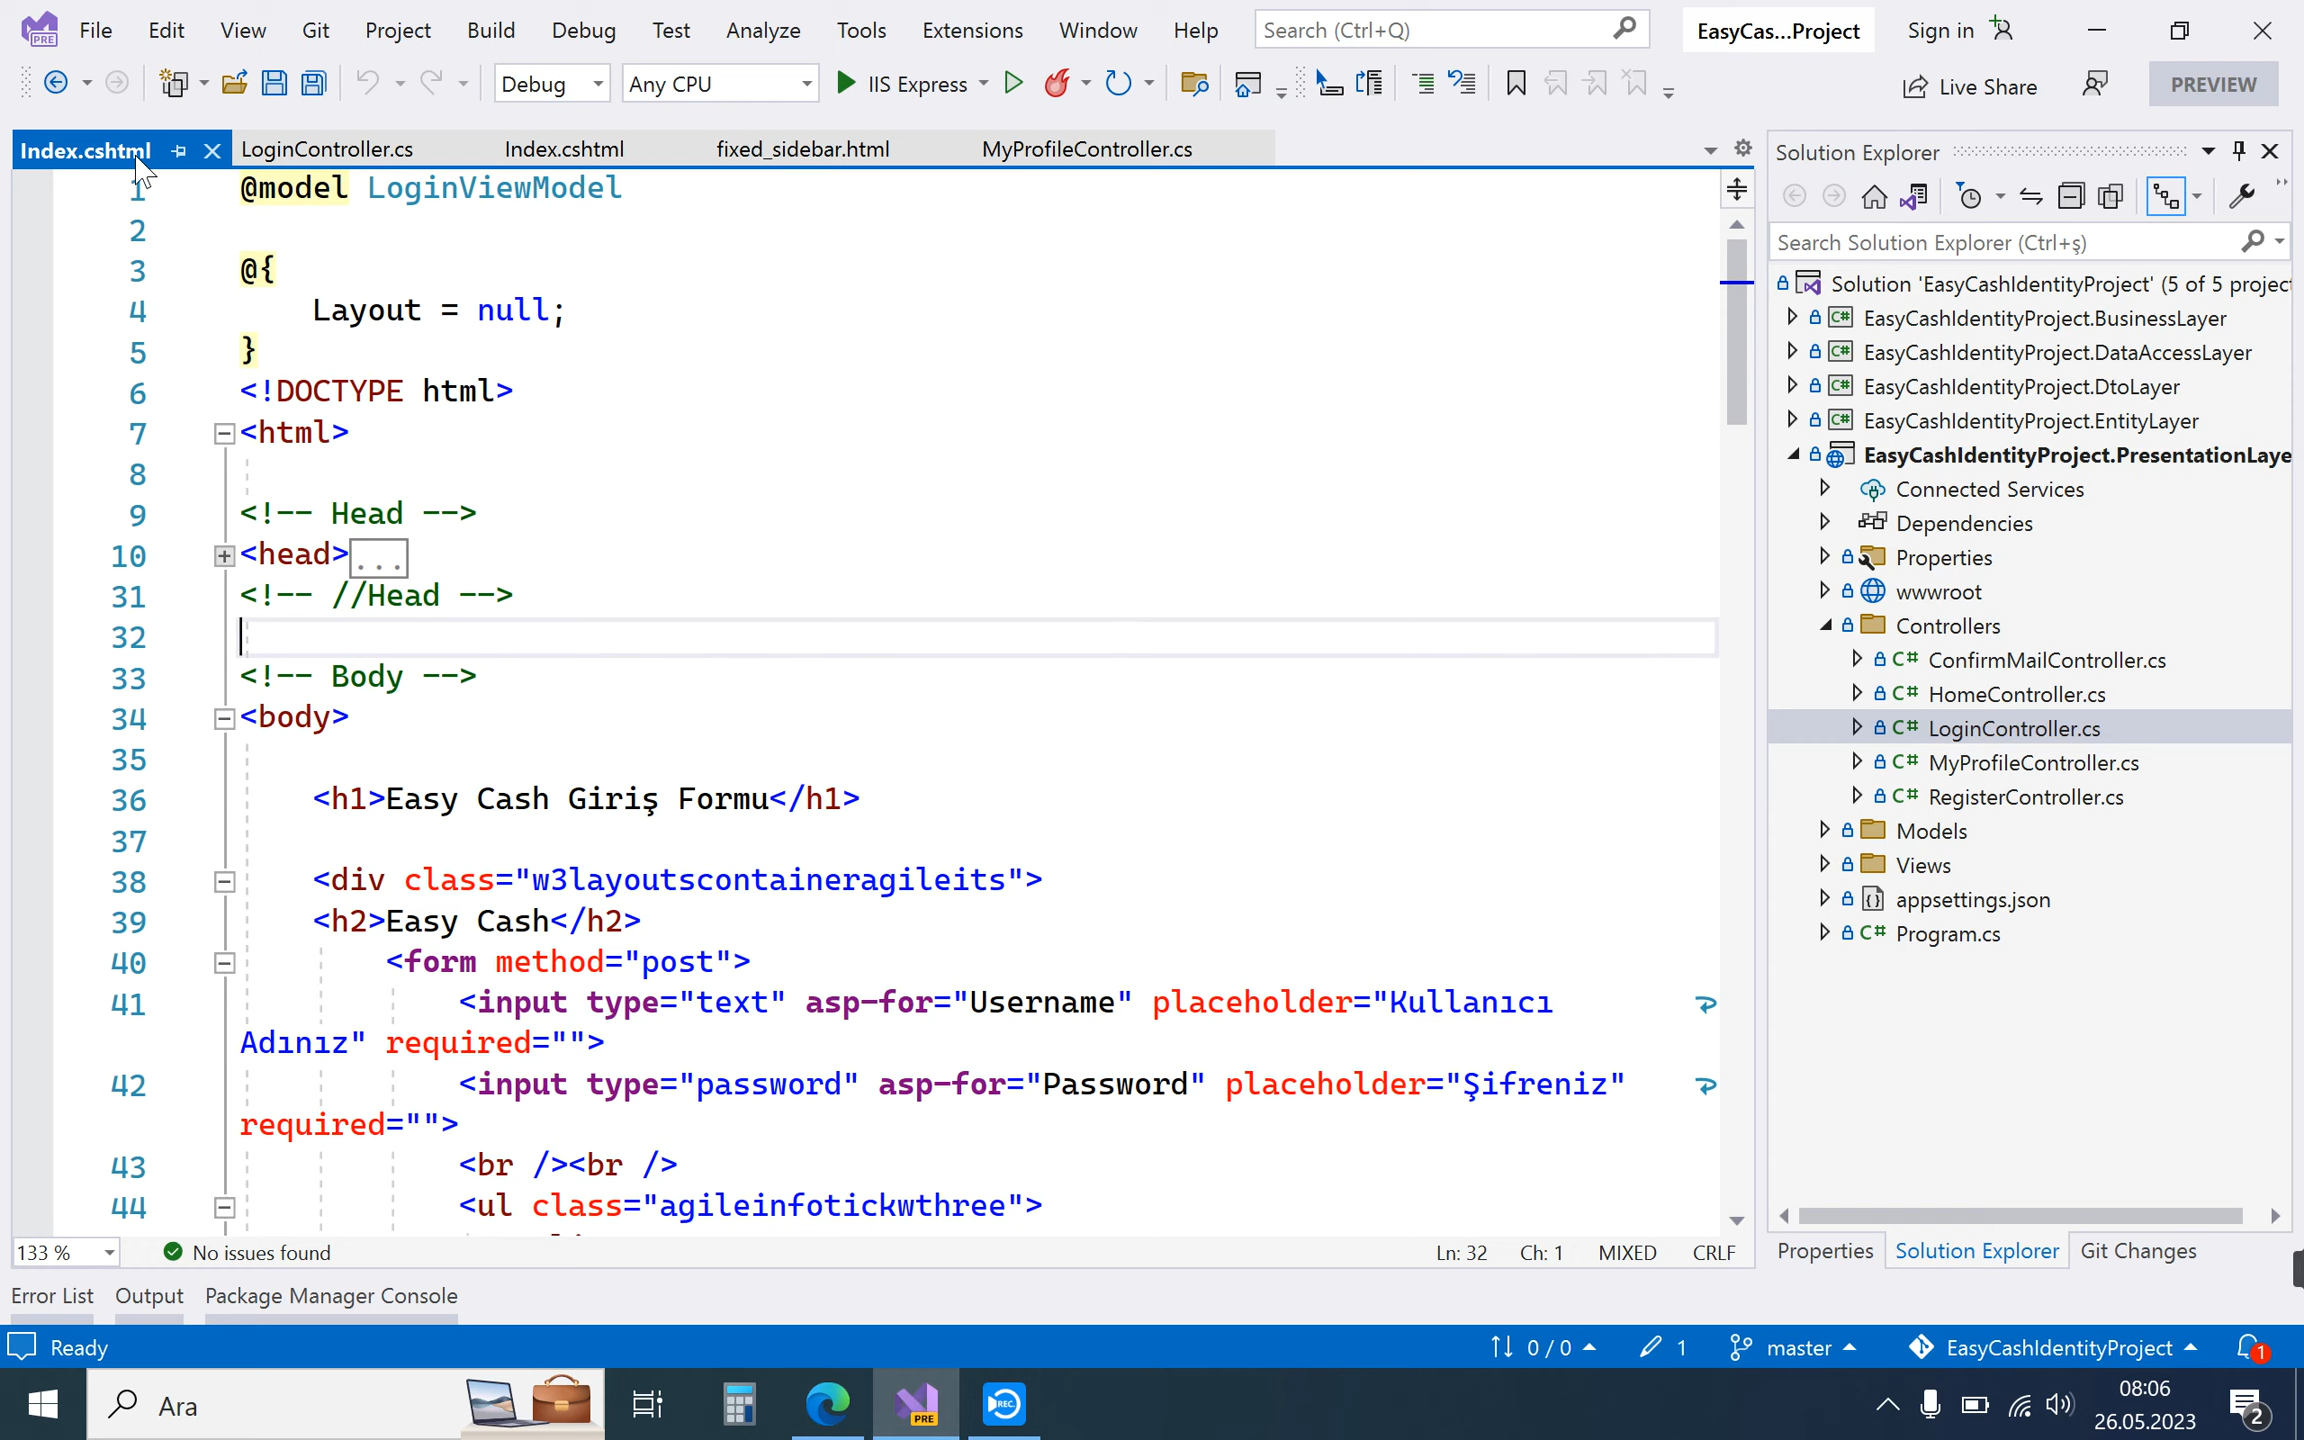 File Edit View Git Project Build Debug Test Analyze Tools Extensions Window Help Search (Ctrl+Q) EasyCas...Project Sign in
Debug Any CPU IIS Express Live Share PREVIEW
Index.cshtml LoginController.cs Index.cshtml fixed_sidebar.html MyProfileController.cs
1 @model LoginViewModel
2
3 @{
4 Layout = null;
5 }
6 <!DOCTYPE html>
7 <html>
8
9 <!-- Head -->
10 <head>...
31 <!-- //Head -->
32
33 <!-- Body -->
34 <body>
35
36 <h1>Easy Cash Giriş Formu</h1>
37
38 <div class="w3layoutscontaineragileits">
39 <h2>Easy Cash</h2>
40 <form method="post">
41 <input type="text" asp-for="Username" placeholder="Kullanıcı
Adınız" required="">
42 <input type="password" asp-for="Password" placeholder="Şifreniz"
required="">
43 <br /><br />
44 <ul class="agileinfotickwthree">
133 % No issues found Ln: 32 Ch: 1 MIXED CRLF
Solution Explorer
Search Solution Explorer (Ctrl+ş)
Solution 'EasyCashIdentityProject' (5 of 5 project
EasyCashIdentityProject.BusinessLayer
EasyCashIdentityProject.DataAccessLayer
EasyCashIdentityProject.DtoLayer
EasyCashIdentityProject.EntityLayer
EasyCashIdentityProject.PresentationLaye
Connected Services
Dependencies
Properties
wwwroot
Controllers
C# ConfirmMailController.cs
C# HomeController.cs
C# LoginController.cs
C# MyProfileController.cs
C# RegisterController.cs
Models
Views
appsettings.json
C# Program.cs
Properties Solution Explorer Git Changes
Error List Output Package Manager Console
Ready 0 / 0 1 master EasyCashIdentityProject 1
Ara PRE REC 08:06
26.05.2023 2